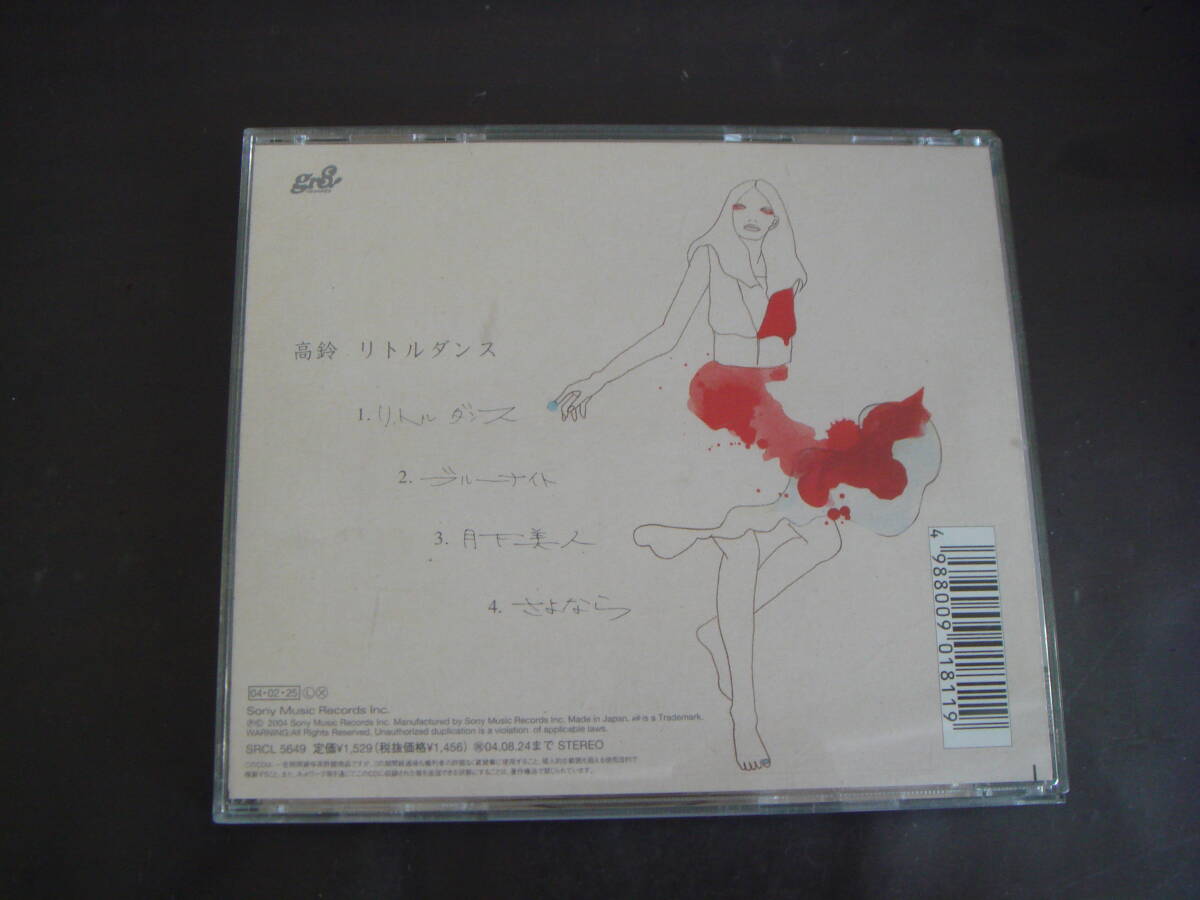 gr8!
高鈴 リトルダンス
1. リトルダンス
2. ブルーナイト
3. 月下美人
4. さよなら
4 988009 018119
04・02・25 Ⓛ Ⓧ
Sony Music Records Inc.
Ⓟ© 2004 Sony Music Records Inc. Manufactured by Sony Music Records Inc. Made in Japan. is a Trademark.
WARNING:All Rights Reserved. Unauthorized duplication is a violation of applicable laws.
SRCL 5649 定価¥1,529(税抜価格¥1,456) 04.08.24まで STEREO